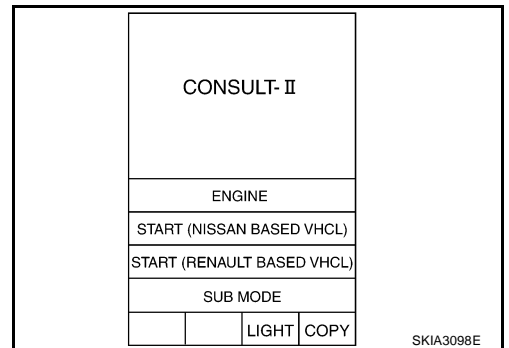 CONSULT-Ⅱ
ENGINE
START (NISSAN BASED VHCL)
START (RENAULT BASED VHCL)
SUB MODE
LIGHT COPY
SKIA3098E